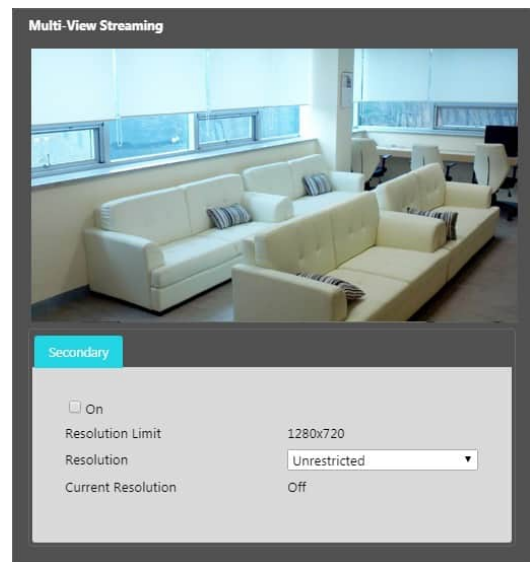 Multi-View Streaming
Secondary
On
Resolution Limit 1280x720
Resolution Unrestricted
Current Resolution Off